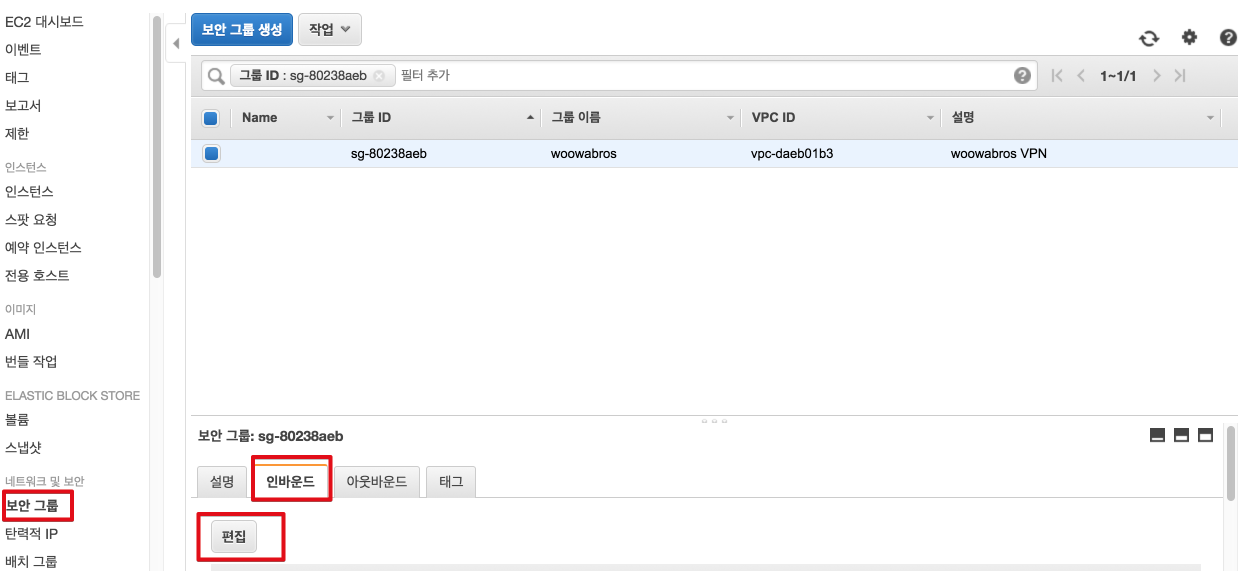 EC2 대시보드
이벤트
태그
보고서
제한
인스턴스
인스턴스
스팟 요청
예약 인스턴스
전용 호스트
이미지
AMI
번들 작업
ELASTIC BLOCK STORE
볼륨
스냅샷
네트워크 및 보안
보안 그룹
탄력적 IP
배치 그룹
보안 그룹 생성 작업
그룹 ID : sg-80238aeb 필터 추가 1~1/1
Name 그룹 ID 그룹 이름 VPC ID 설명
sg-80238aeb woowabros vpc-daeb01b3 woowabros VPN
보안 그룹: sg-80238aeb
설명 인바운드 아웃바운드 태그
편집